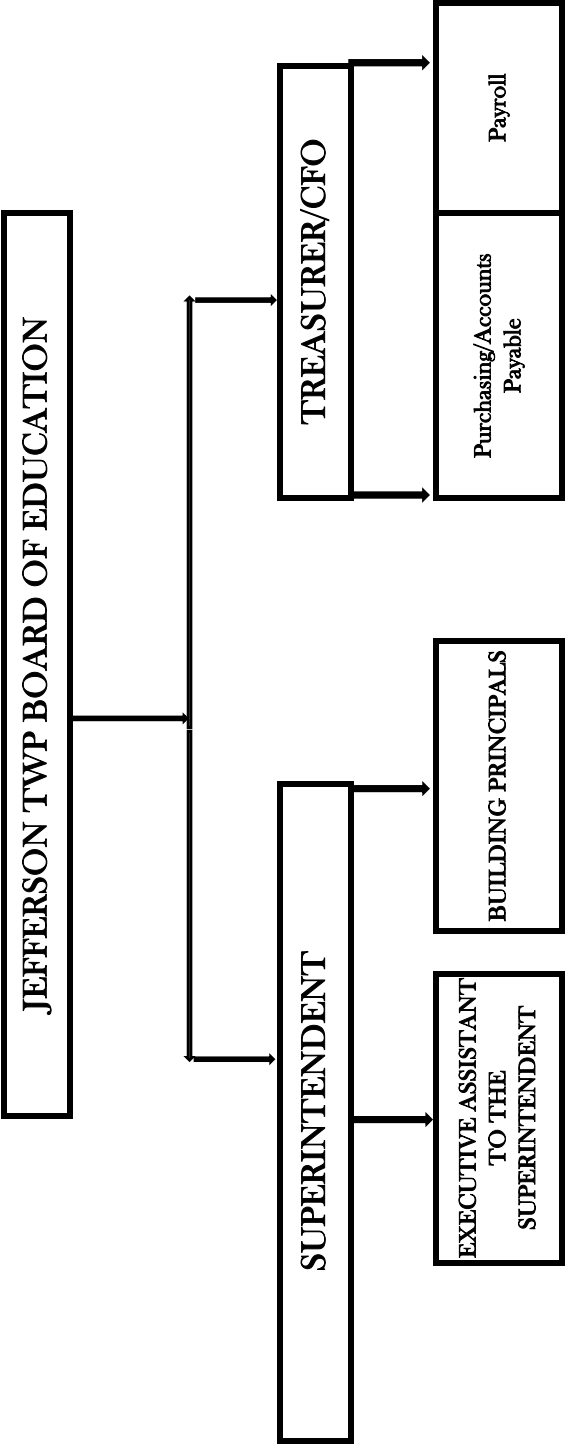 JEFFERSON TWP BOARD OF EDUCATION
SUPERINTENDENT
TREASURER/CFO
EXECUTIVE ASSISTANT
TO THE
SUPERINTENDENT
BUILDING PRINCIPALS
Purchasing/Accounts
Payable
Payroll